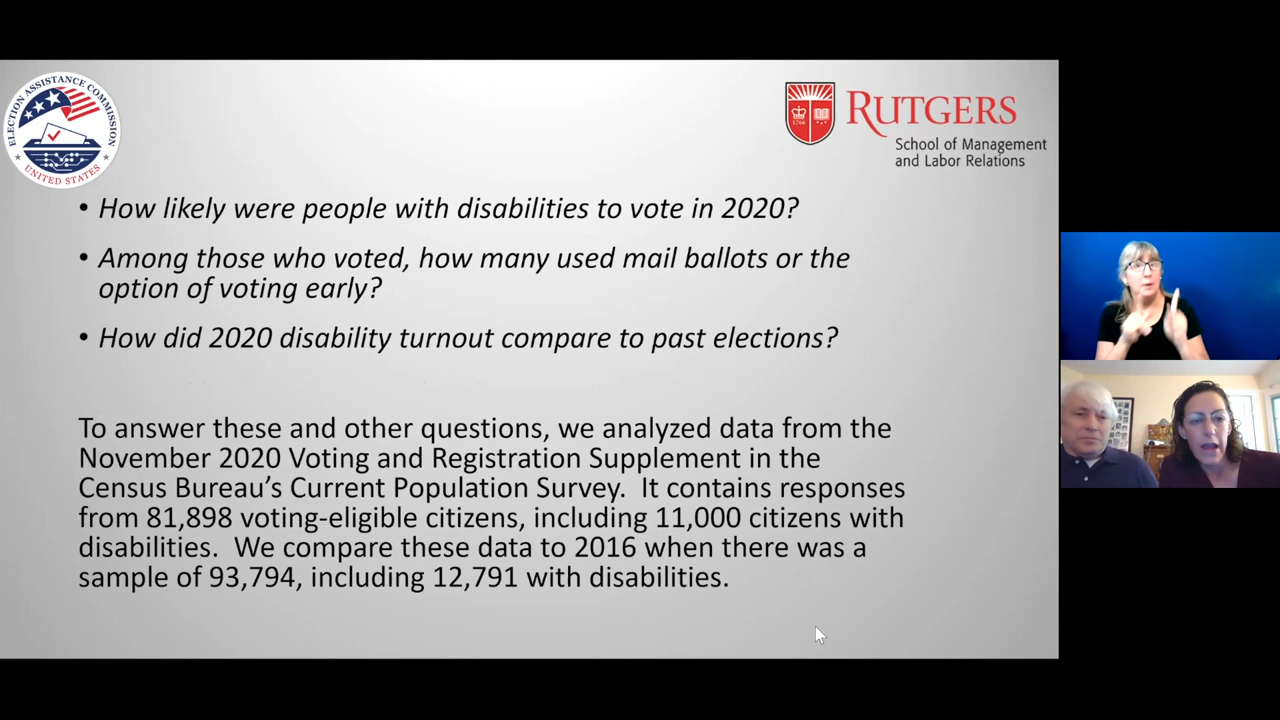 ELECTION ASSISTANCE COMMISSION
UNITED STATES
1766
RUTGERS
School of Management
and Labor Relations
• How likely were people with disabilities to vote in 2020?
• Among those who voted, how many used mail ballots or the
option of voting early?
• How did 2020 disability turnout compare to past elections?
To answer these and other questions, we analyzed data from the
November 2020 Voting and Registration Supplement in the
Census Bureau’s Current Population Survey.  It contains responses
from 81,898 voting-eligible citizens, including 11,000 citizens with
disabilities.  We compare these data to 2016 when there was a
sample of 93,794, including 12,791 with disabilities.